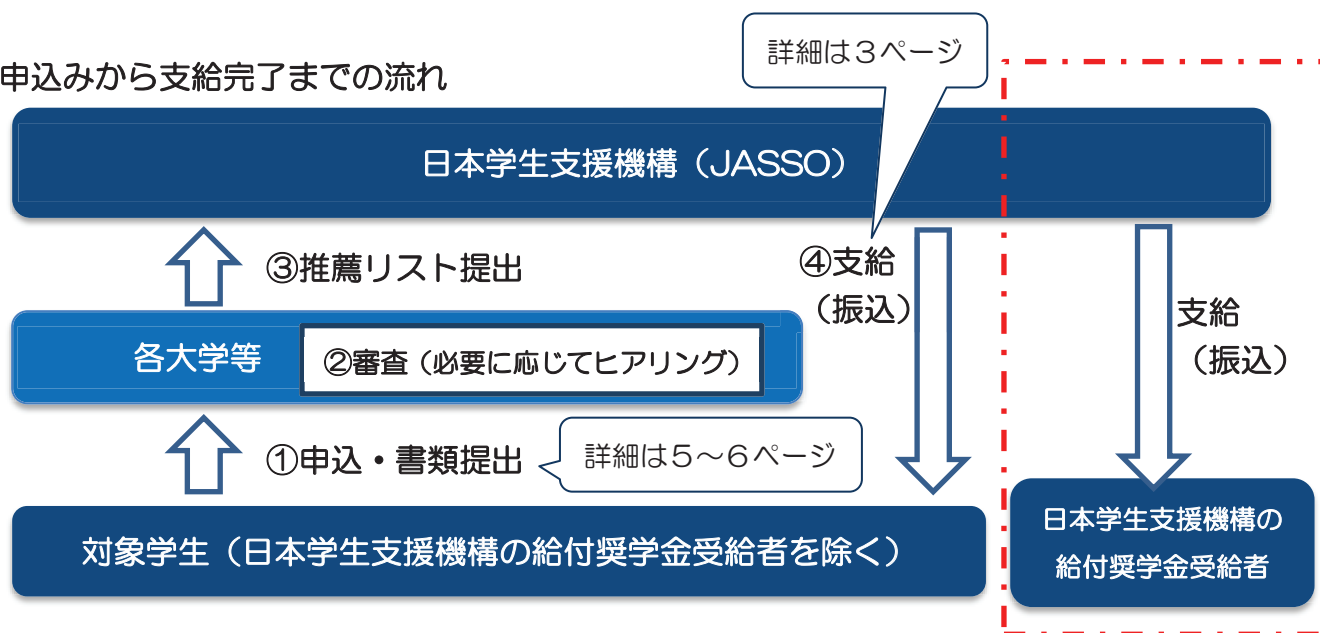 詳細は３ページ
申込みから支給完了までの流れ
日本学生支援機構（JASSO）
③推薦リスト提出
④支給
（振込）
支給
（振込）
各大学等
②審査（必要に応じてヒアリング）
①申込・書類提出
詳細は５～６ページ
対象学生（日本学生支援機構の給付奨学金受給者を除く）
日本学生支援機構の
給付奨学金受給者